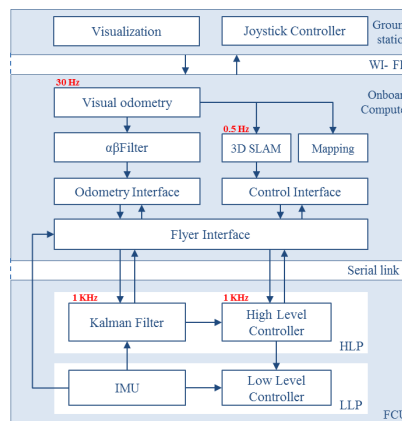 Visualization
Joystick Controller
Ground
station
WI- FI
30 Hz
Visual odometry
Onboard
Computer
αβFilter
0.5 Hz
3D SLAM
Mapping
Odometry Interface
Control Interface
Flyer Interface
Serial link
1 KHz
1 KHz
Kalman Filter
High Level
Controller
HLP
IMU
Low Level
Controller
LLP
FCU